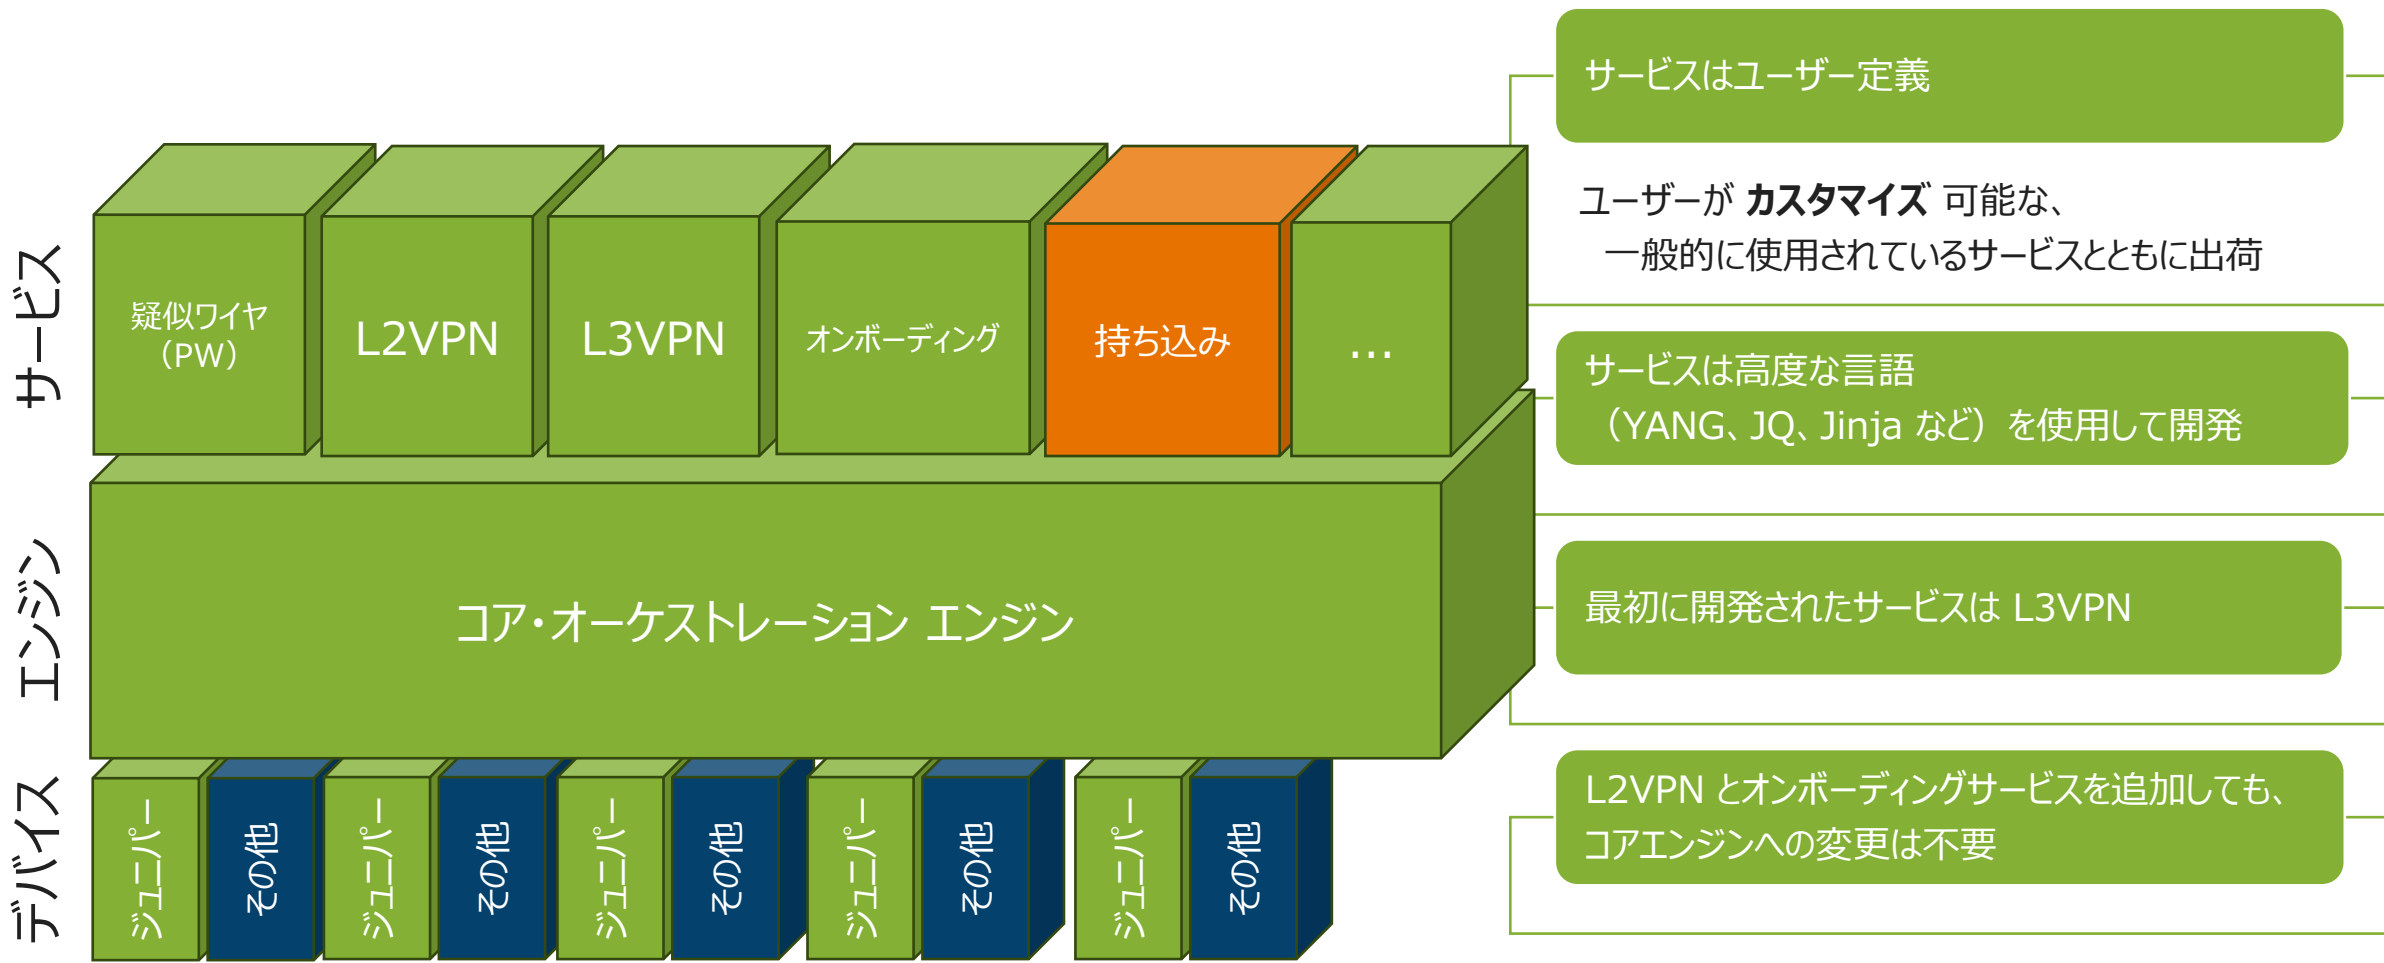 サービス
疑似ワイヤ
（PW）
L2VPN
L3VPN
オンボーディング
持ち込み
...
エンジン
コア・オーケストレーション エンジン
デバイス
ジュニパー
その他
ジュニパー
その他
ジュニパー
その他
ジュニパー
その他
ジュニパー
その他
サービスはユーザー定義
ユーザーが カスタマイズ 可能な、
一般的に使用されているサービスとともに出荷
サービスは高度な言語
（YANG、JQ、Jinja など）を使用して開発
最初に開発されたサービスは L3VPN
L2VPN とオンボーディングサービスを追加しても、
コアエンジンへの変更は不要